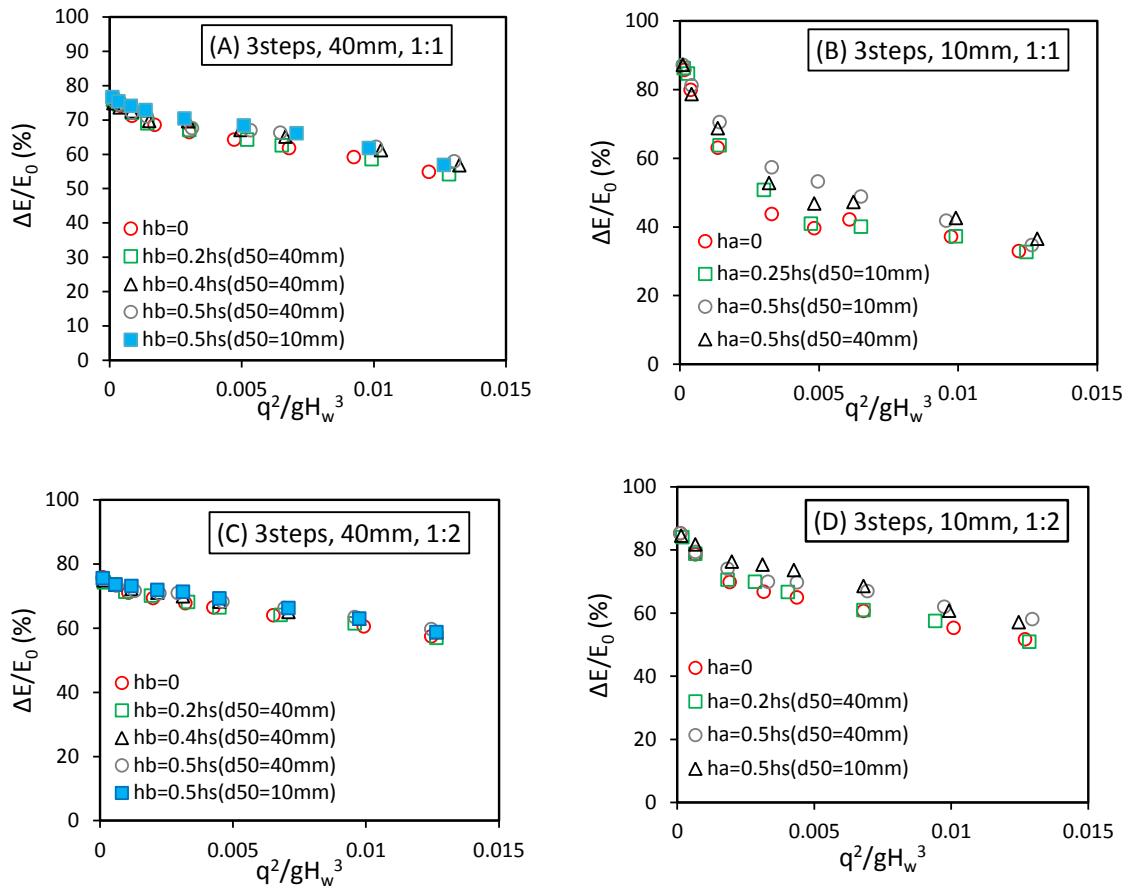 (A) 3steps, 40mm, 1:1
ΔE/E0 (%)
100
90
80
70
60
50
40
30
20
10
0
hb=0
hb=0.2hs(d50=40mm)
hb=0.4hs(d50=40mm)
hb=0.5hs(d50=40mm)
hb=0.5hs(d50=10mm)
0 0.005 0.01 0.015
q²/gHw³
(B) 3steps, 10mm, 1:1
ΔE/E0 (%)
100
80
60
40
20
0
ha=0
ha=0.25hs(d50=10mm)
ha=0.5hs(d50=10mm)
ha=0.5hs(d50=40mm)
0 0.005 0.01 0.015
q²/gHw³
(C) 3steps, 40mm, 1:2
ΔE/E0 (%)
100
80
60
40
20
0
hb=0
hb=0.2hs(d50=40mm)
hb=0.4hs(d50=40mm)
hb=0.5hs(d50=40mm)
hb=0.5hs(d50=10mm)
0 0.005 0.01 0.015
q²/gHw³
(D) 3steps, 10mm, 1:2
ΔE/E0 (%)
100
80
60
40
20
0
ha=0
ha=0.2hs(d50=40mm)
ha=0.5hs(d50=40mm)
ha=0.5hs(d50=10mm)
0 0.005 0.01 0.015
q²/gHw³